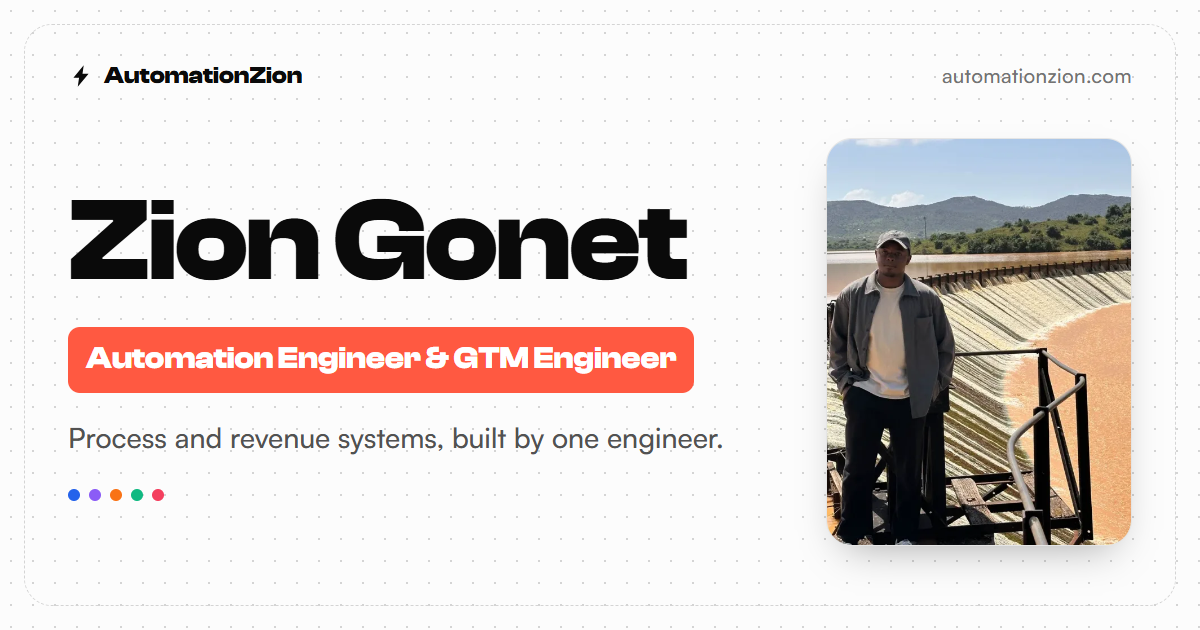 AutomationZion
automationzion.com
Zion Gonet
Automation Engineer & GTM Engineer
Process and revenue systems, built by one engineer.